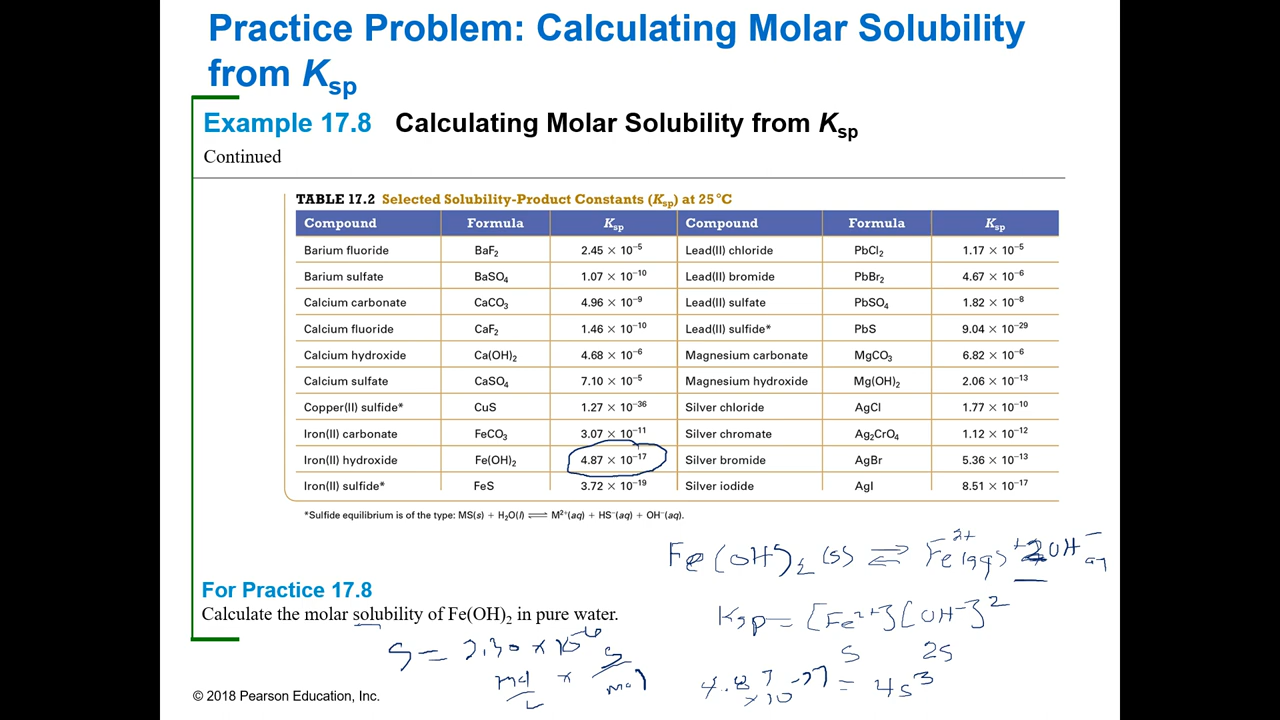 Practice Problem: Calculating Molar Solubility
from Ksp
Example 17.8 Calculating Molar Solubility from Ksp
Continued
TABLE 17.2 Selected Solubility-Product Constants (Ksp) at 25 °C
Compound Formula Ksp Compound Formula Ksp
Barium fluoride BaF₂ 2.45 × 10⁻⁵ Lead(II) chloride PbCl₂ 1.17 × 10⁻⁵
Barium sulfate BaSO₄ 1.07 × 10⁻¹⁰ Lead(II) bromide PbBr₂ 4.67 × 10⁻⁶
Calcium carbonate CaCO₃ 4.96 × 10⁻⁹ Lead(II) sulfate PbSO₄ 1.82 × 10⁻⁸
Calcium fluoride CaF₂ 1.46 × 10⁻¹⁰ Lead(II) sulfide* PbS 9.04 × 10⁻²⁹
Calcium hydroxide Ca(OH)₂ 4.68 × 10⁻⁶ Magnesium carbonate MgCO₃ 6.82 × 10⁻⁶
Calcium sulfate CaSO₄ 7.10 × 10⁻⁵ Magnesium hydroxide Mg(OH)₂ 2.06 × 10⁻¹³
Copper(II) sulfide* CuS 1.27 × 10⁻³⁶ Silver chloride AgCl 1.77 × 10⁻¹⁰
Iron(II) carbonate FeCO₃ 3.07 × 10⁻¹¹ Silver chromate Ag₂CrO₄ 1.12 × 10⁻¹²
Iron(II) hydroxide Fe(OH)₂ 4.87 × 10⁻¹⁷ Silver bromide AgBr 5.36 × 10⁻¹³
Iron(II) sulfide* FeS 3.72 × 10⁻¹⁹ Silver iodide AgI 8.51 × 10⁻¹⁷
*Sulfide equilibrium is of the type: MS(s) + H₂O(l) ⇌ M²⁺(aq) + HS⁻(aq) + OH⁻(aq).
Fe(OH)₂(s) ⇌ Fe²⁺(aq) + 2OH⁻aq
For Practice 17.8
Calculate the molar solubility of Fe(OH)₂ in pure water.
Ksp = [Fe²⁺][OH⁻]²
S 2S
S = 2.30 × 10⁻⁶
mol/L × g/mol
= 4S³
© 2018 Pearson Education, Inc.